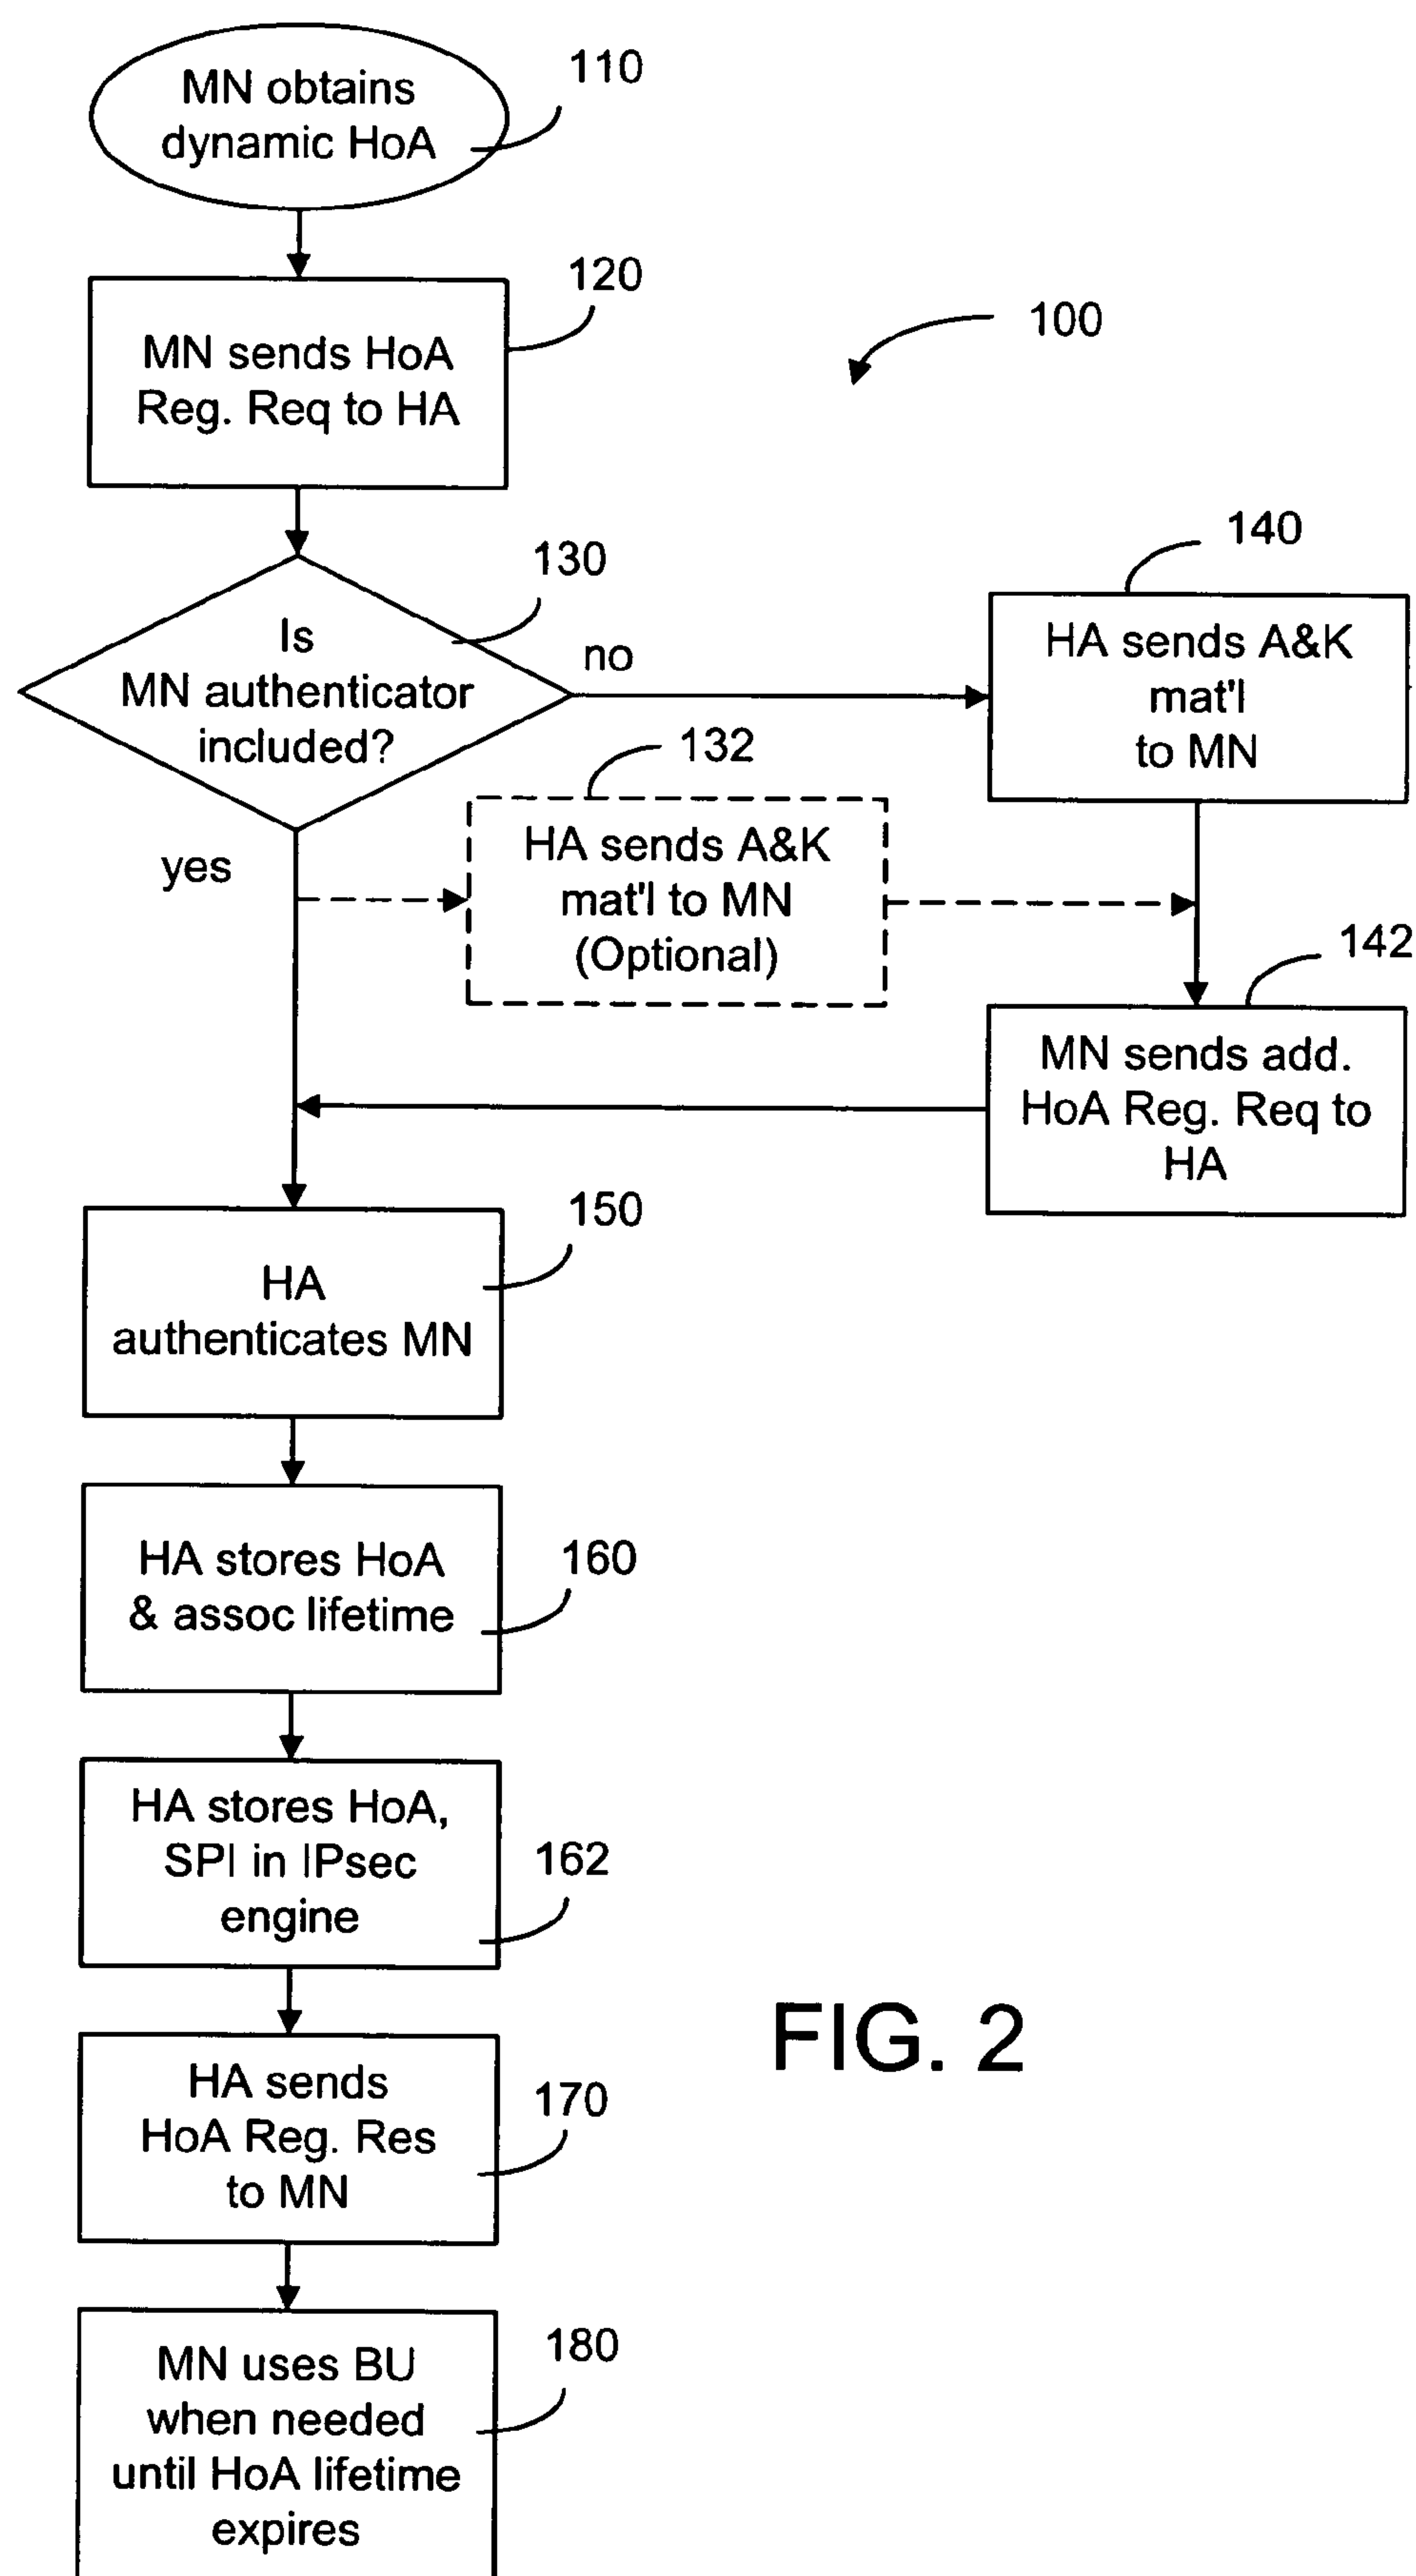 MN obtains
dynamic HoA
110
120
MN sends HoA
Reg. Req to HA
100
130
Is
MN authenticator
included?
no
yes
140
HA sends A&K
mat'l
to MN
132
HA sends A&K
mat'l to MN
(Optional)
142
MN sends add.
HoA Reg. Req to
HA
150
HA
authenticates MN
160
HA stores HoA
& assoc lifetime
162
HA stores HoA,
SPI in IPsec
engine
FIG. 2
170
HA sends
HoA Reg. Res
to MN
180
MN uses BU
when needed
until HoA lifetime
expires